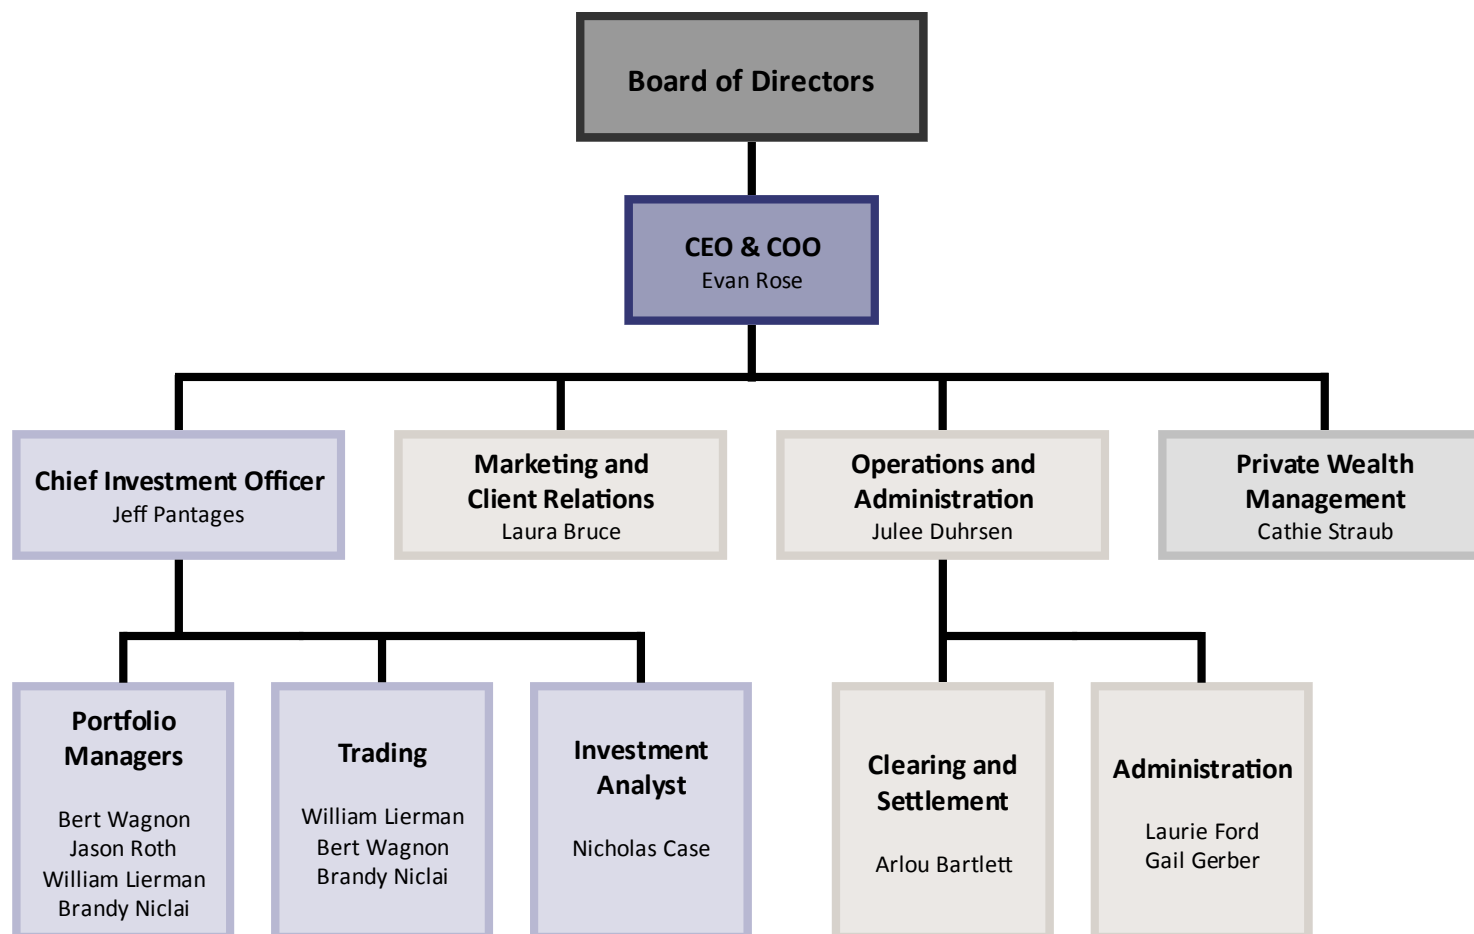 Board of Directors
CEO & COO
Evan Rose
Chief Investment Officer
Jeff Pantages
Marketing and
Client Relations
Laura Bruce
Operations and
Administration
Julee Duhrsen
Private Wealth
Management
Cathie Straub
Portfolio
Managers
Bert Wagnon
Jason Roth
William Lierman
Brandy Niclai
Trading
William Lierman
Bert Wagnon
Brandy Niclai
Investment
Analyst
Nicholas Case
Clearing and
Settlement
Arlou Bartlett
Administration
Laurie Ford
Gail Gerber